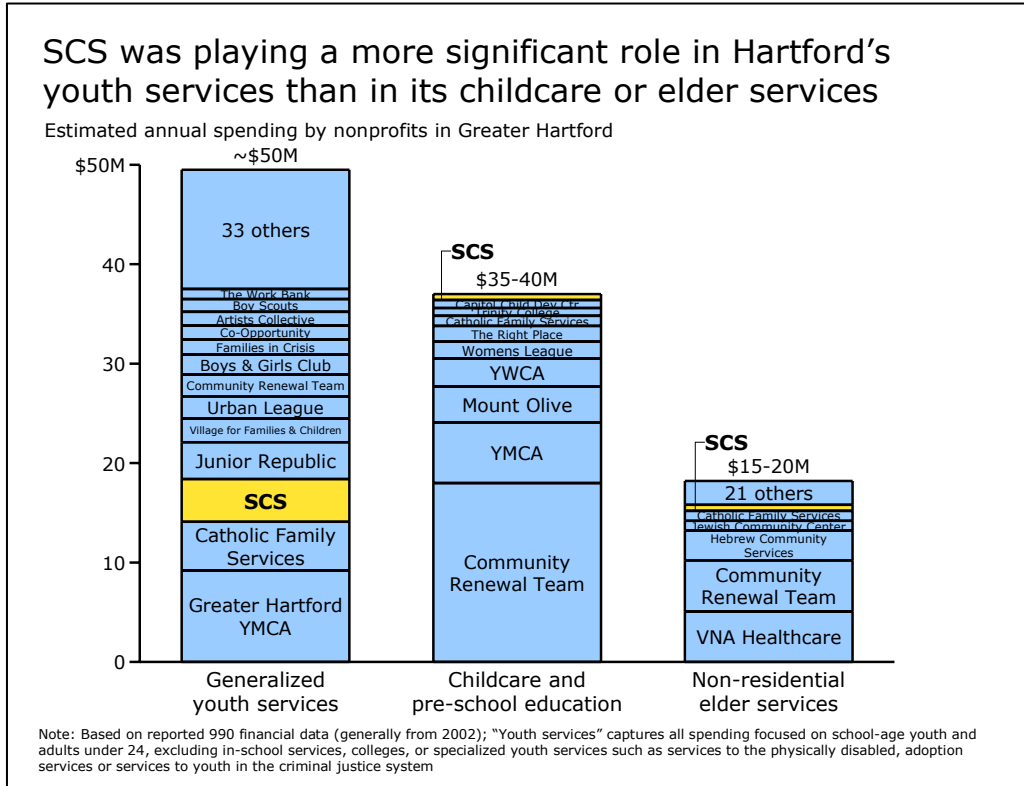 SCS was playing a more significant role in Hartford's
youth services than in its childcare or elder services
Estimated annual spending by nonprofits in Greater Hartford
$50M
40
30
20
10
0
~$50M
33 others
The Work Bank
Boy Scouts
Artists Collective
Co-Opportunity
Families in Crisis
Boys & Girls Club
Community Renewal Team
Urban League
Village for Families & Children
Junior Republic
SCS
Catholic Family
Services
Greater Hartford
YMCA
Generalized
youth services
SCS
$35-40M
Capitol Child Dev Ctr
Trinity College
Catholic Family Services
The Right Place
Womens League
YWCA
Mount Olive
YMCA
Community
Renewal Team
Childcare and
pre-school education
SCS
$15-20M
21 others
Catholic Family Services
Jewish Community Center
Hebrew Community
Services
Community
Renewal Team
VNA Healthcare
Non-residential
elder services
Note: Based on reported 990 financial data (generally from 2002); "Youth services" captures all spending focused on school-age youth and
adults under 24, excluding in-school services, colleges, or specialized youth services such as services to the physically disabled, adoption
services or services to youth in the criminal justice system